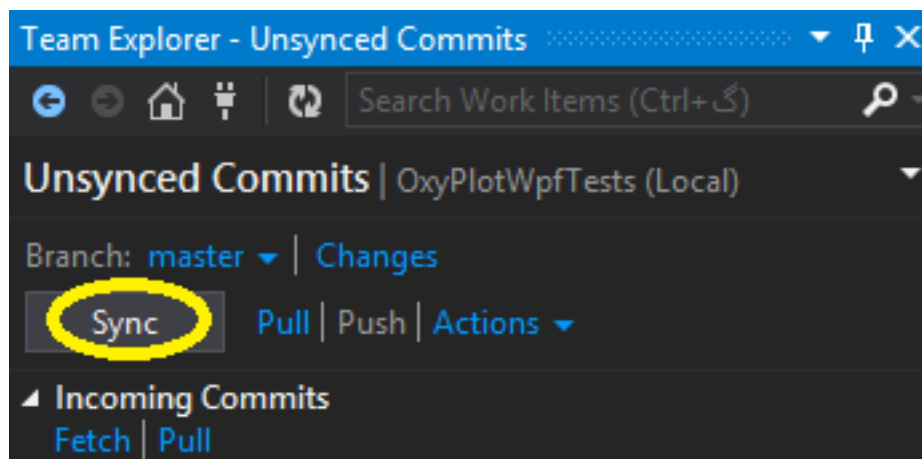 Team Explorer - Unsynced Commits
Search Work Items (Ctrl+گ)
Unsynced Commits | OxyPlotWpfTests (Local)
Branch: master | Changes
Sync Pull | Push | Actions
Incoming Commits
Fetch | Pull